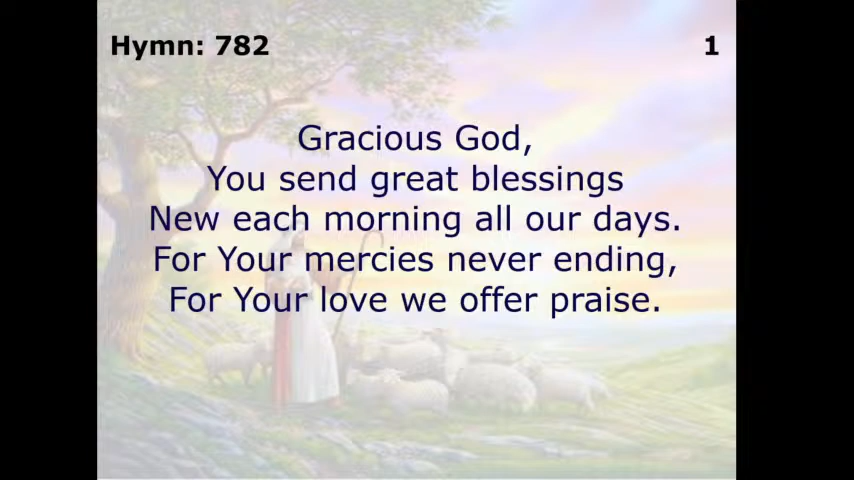 Hymn: 782 1
Gracious God,
You send great blessings
New each morning all our days.
For Your mercies never ending,
For Your love we offer praise.